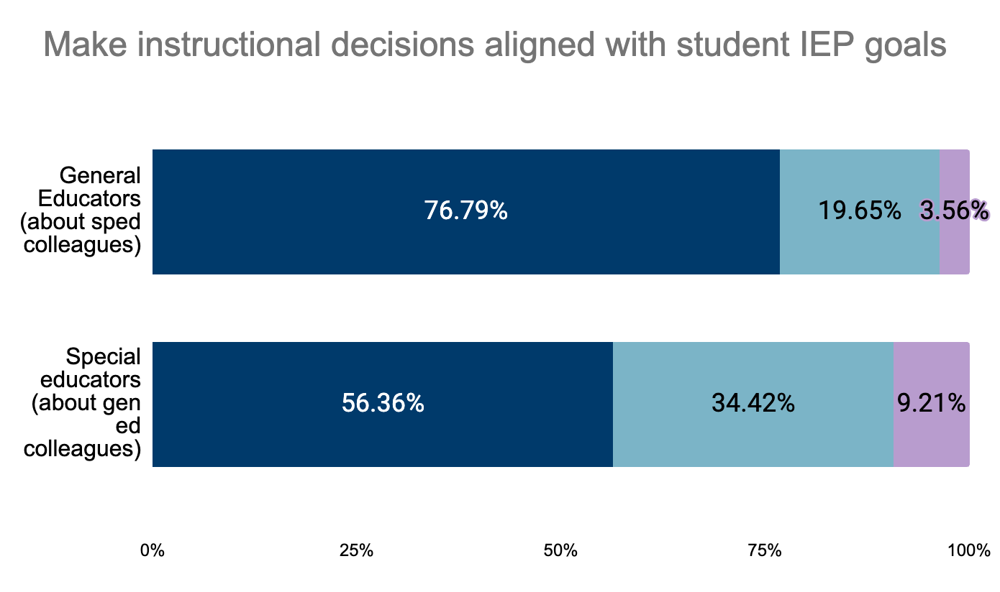 Make instructional decisions aligned with student IEP goals
General
Educators
(about sped
colleagues)
76.79%
19.65%
3.56%
Special
educators
(about gen
ed
colleagues)
56.36%
34.42%
9.21%
0%
25%
50%
75%
100%